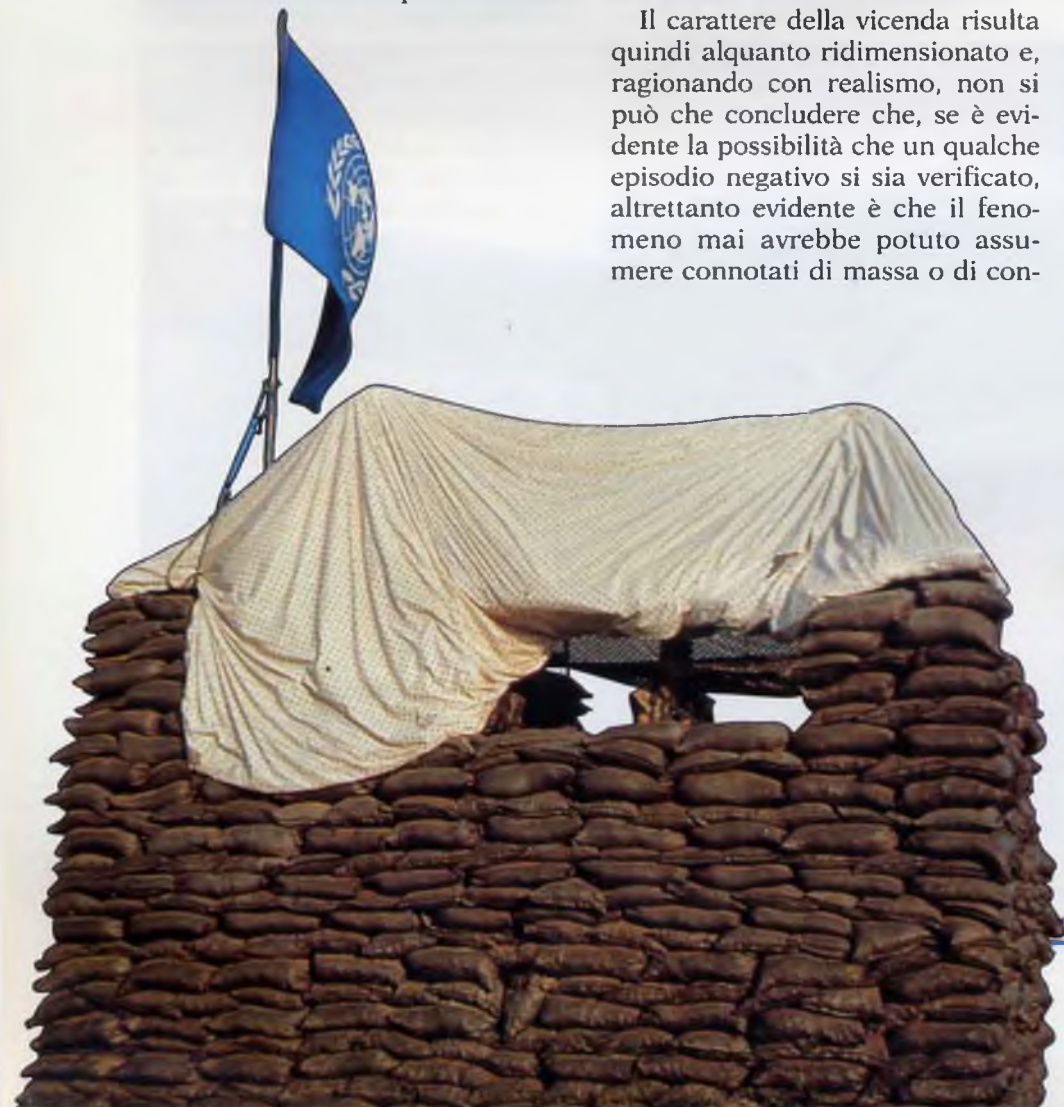 Il carattere della vicenda risulta
quindi alquanto ridimensionato e,
ragionando con realismo, non si
può che concludere che, se è evi-
dente la possibilità che un qualche
episodio negativo si sia verificato,
altrettanto evidente è che il feno-
meno mai avrebbe potuto assu-
mere connotati di massa o di con-